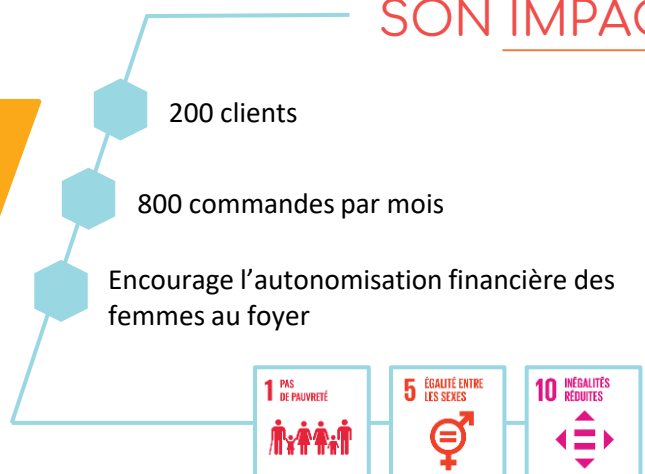 SON IMPAC
200 clients
800 commandes par mois
Encourage l’autonomisation financière des
femmes au foyer
1 PAS
DE PAUVRETÉ
5 ÉGALITÉ ENTRE
LES SEXES
10 INÉGALITÉS
RÉDUITES